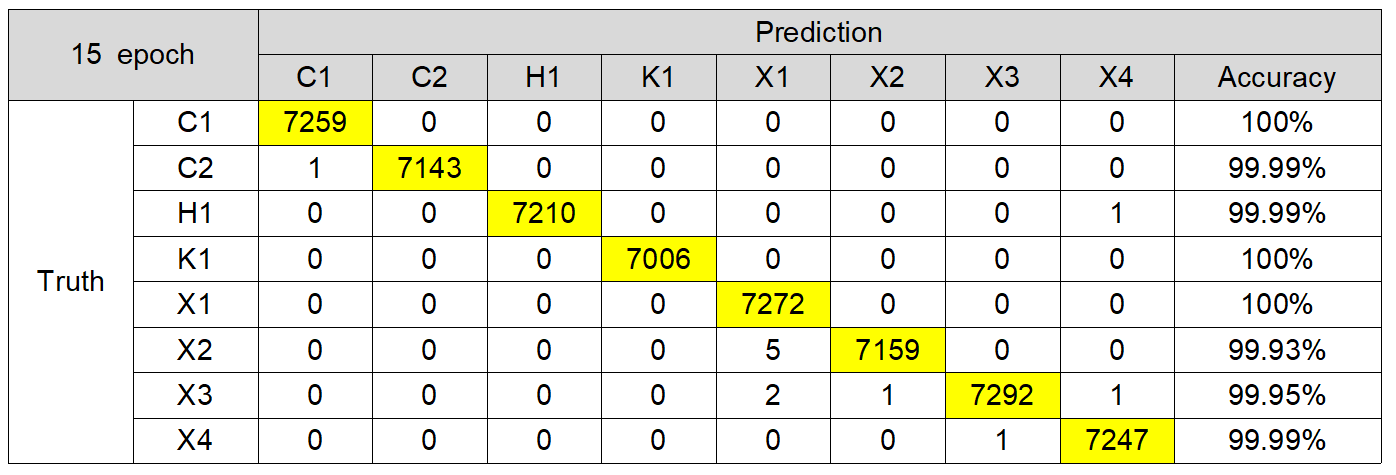 15 epoch Prediction
C1 C2 H1 K1 X1 X2 X3 X4 Accuracy
Truth
C1 7259 0 0 0 0 0 0 0 100%
C2 1 7143 0 0 0 0 0 0 99.99%
H1 0 0 7210 0 0 0 0 1 99.99%
K1 0 0 0 7006 0 0 0 0 100%
X1 0 0 0 0 7272 0 0 0 100%
X2 0 0 0 0 5 7159 0 0 99.93%
X3 0 0 0 0 2 1 7292 1 99.95%
X4 0 0 0 0 0 0 1 7247 99.99%